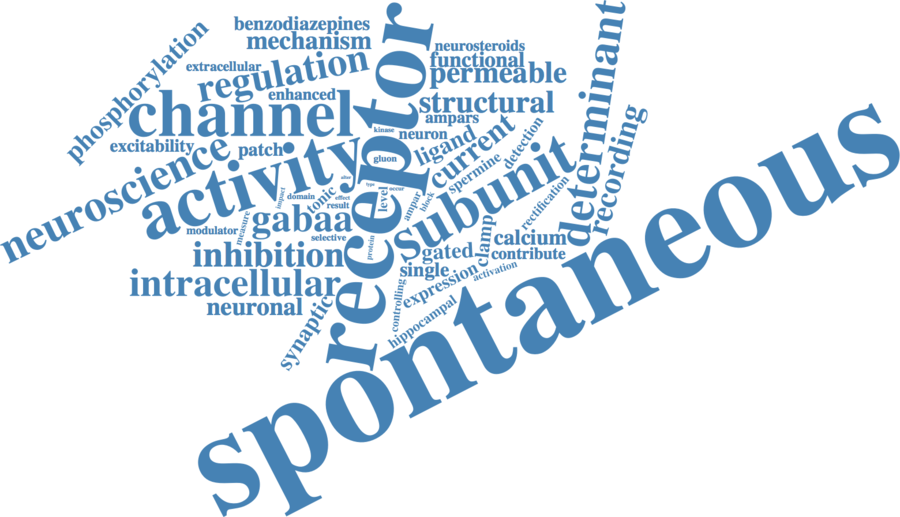 benzodiazepines
mechanism
phosphorylation
extracellular
regulation
receptor
neurosteroids
functional
permeable
determinant
enhanced
channel
structural
ampars
kinase
neuron
excitability
patch
activity
gluon
ligand
current
detection
recording
neuroscience
spermine
subunit
type
occur
level
domain
effect
result
impact
tonic
ampar
block
rectification
spontaneous
measure
modulator
gabaa
selective
protein
clamp
calcium
contribute
inhibition
gated
single
activation
expression
intracellular
controlling
neuronal
hippocampal
synaptic